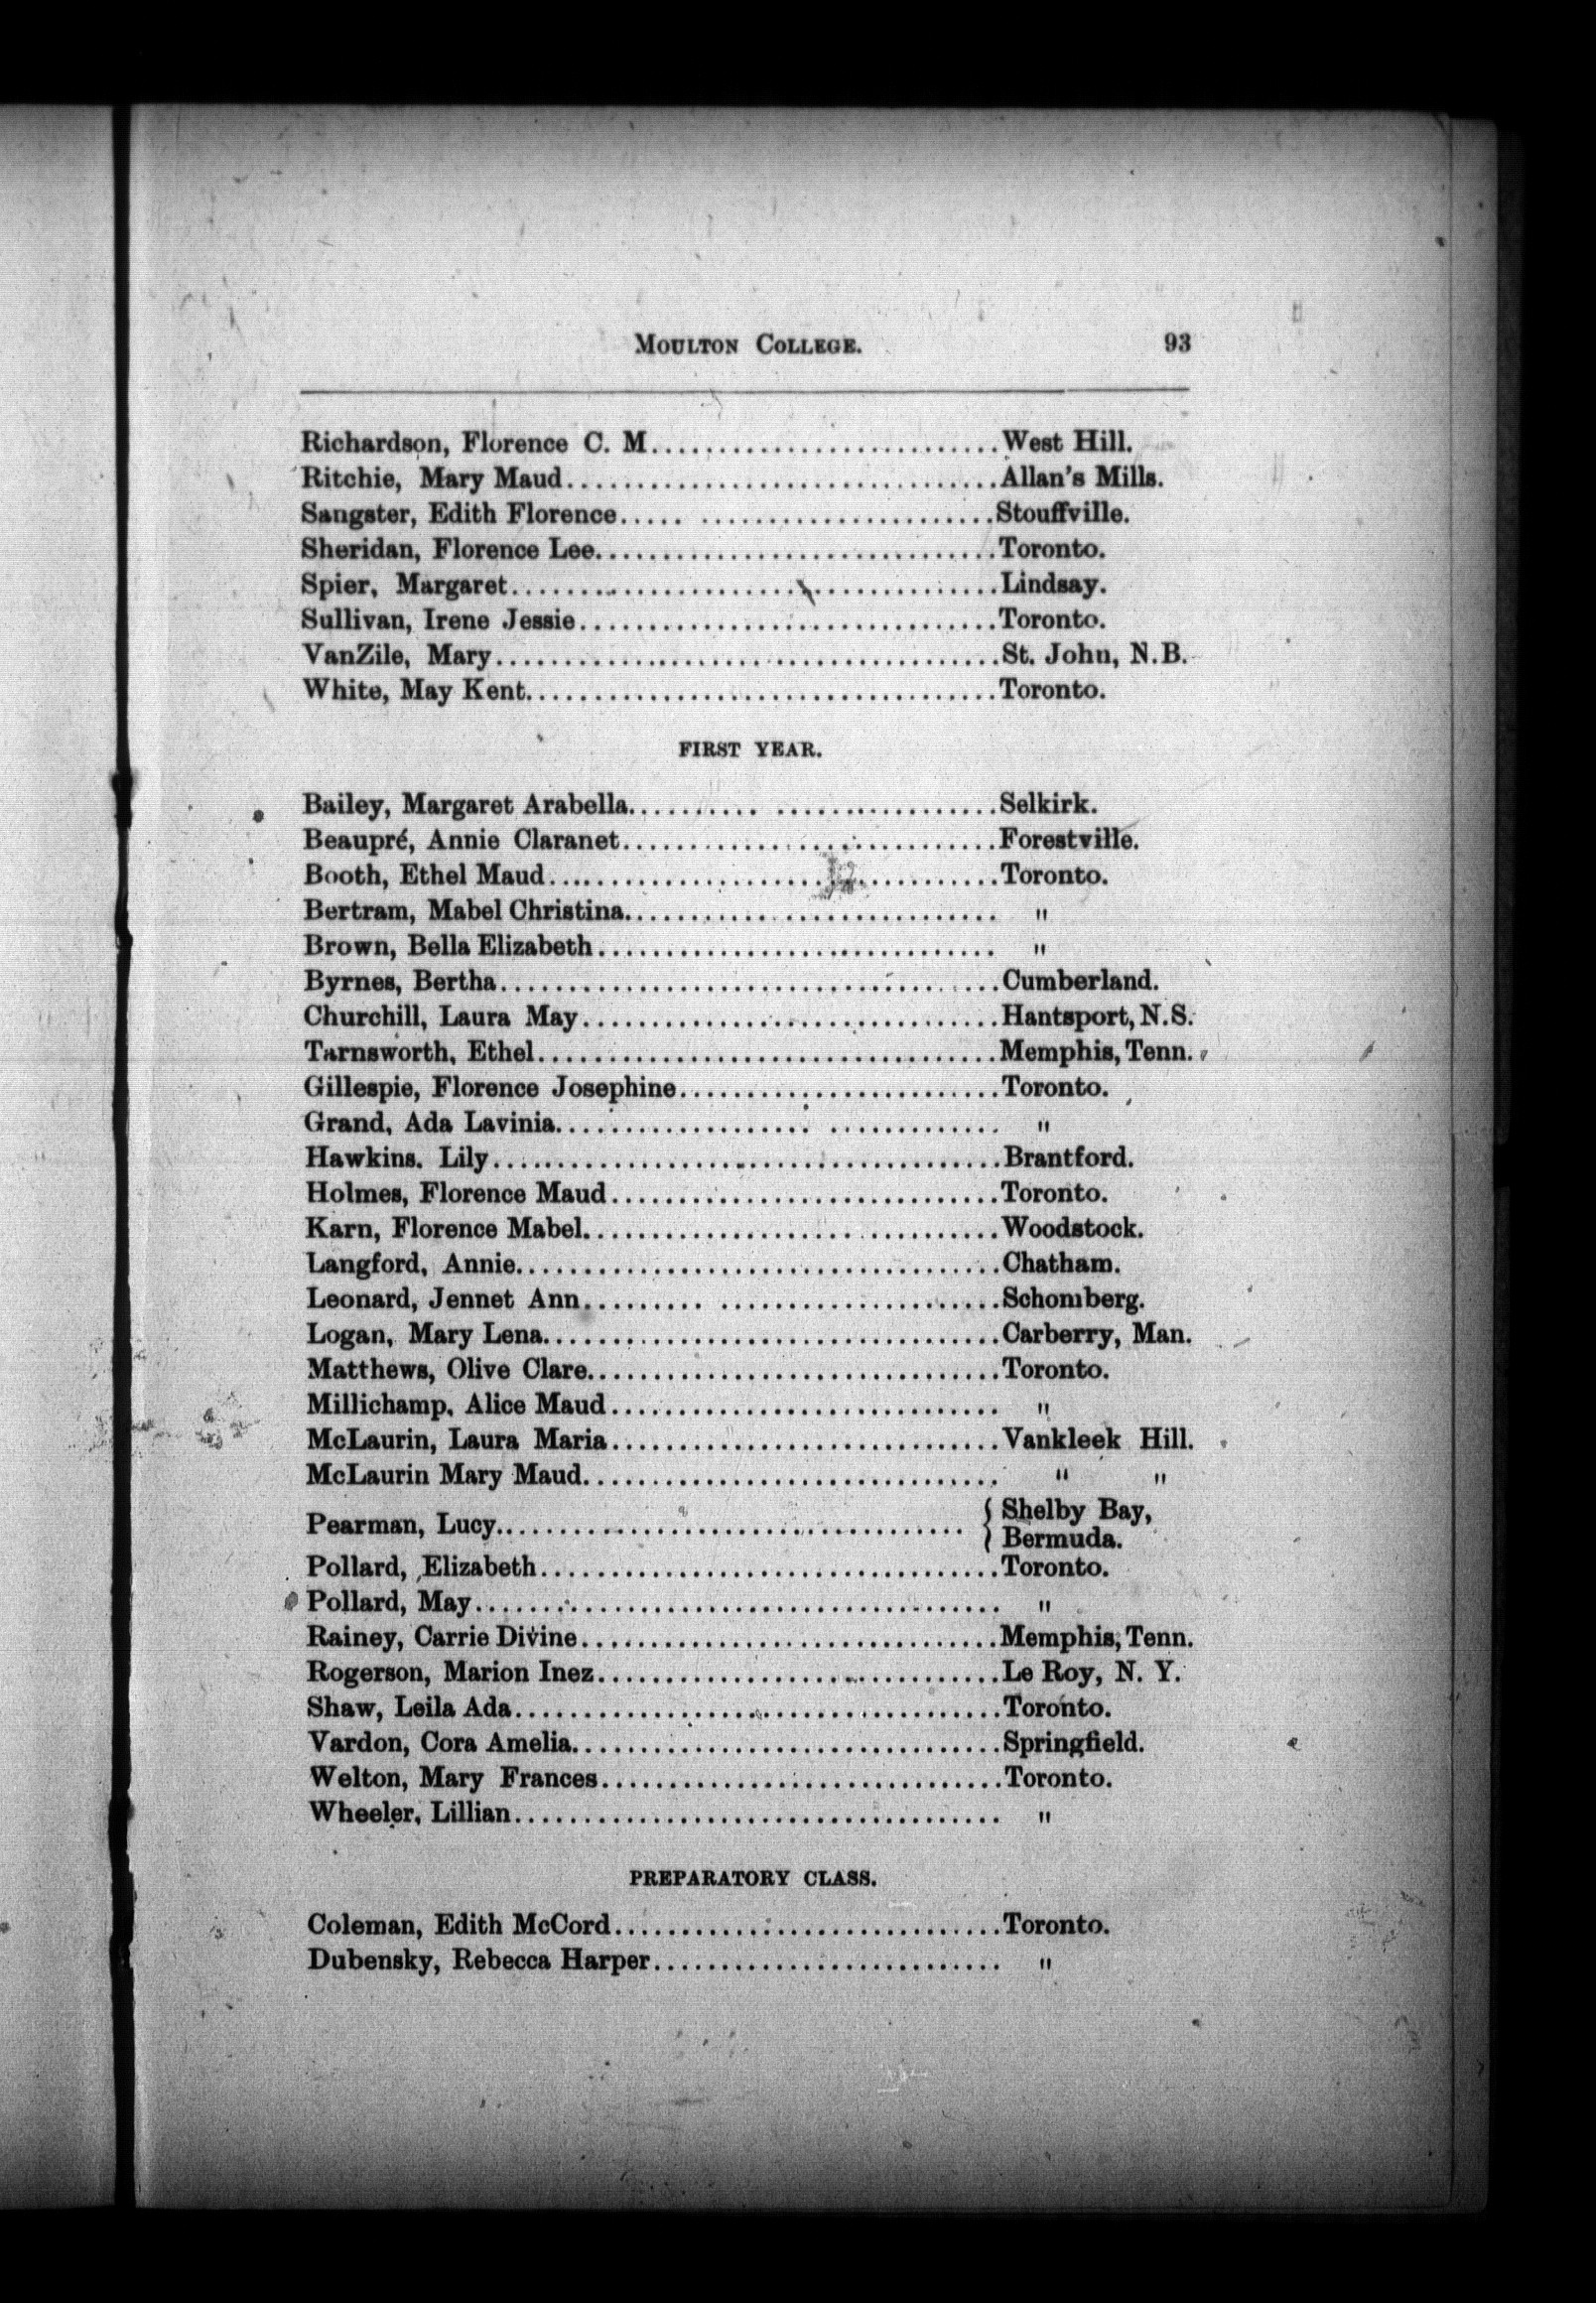 MOULTON COLLEGE. 93
Richardson, Florence C. M..........................West Hill.
Ritchie, Mary Maud................................Allan's Mills.
Sangster, Edith Florence..... ......................Stouffville.
Sheridan, Florence Lee.............................Toronto.
Spier, Margaret....................................Lindsay.
Sullivan, Irene Jessie..............................Toronto.
VanZile, Mary.....................................St. John, N.B.
White, May Kent..................................Toronto.
FIRST YEAR.
Bailey, Margaret Arabella.......... ................Selkirk.
Beaupré, Annie Claranet...........................Forestville.
Booth, Ethel Maud.................................Toronto.
Bertram, Mabel Christina........................... "
Brown, Bella Elizabeth............................. "
Byrnes, Bertha....................................Cumberland.
Churchill, Laura May..............................Hantsport, N.S.
Tarnsworth, Ethel.................................Memphis, Tenn.
Gillespie, Florence Josephine.......................Toronto.
Grand, Ada Lavinia................... ............. "
Hawkins. Lily.....................................Brantford.
Holmes, Florence Maud............................Toronto.
Karn, Florence Mabel..............................Woodstock.
Langford, Annie...................................Chatham.
Leonard, Jennet Ann......... .....................Schomberg.
Logan, Mary Lena.................................Carberry, Man.
Matthews, Olive Clare..............................Toronto.
Millichamp, Alice Maud............................ "
McLaurin, Laura Maria............................Vankleek Hill.
McLaurin Mary Maud.............................. " "
Pearman, Lucy.................................. { Shelby Bay,
Bermuda.
Pollard, Elizabeth.................................Toronto.
Pollard, May...................................... "
Rainey, Carrie Divine..............................Memphis, Tenn.
Rogerson, Marion Inez.............................Le Roy, N. Y.
Shaw, Leila Ada...................................Toronto.
Vardon, Cora Amelia...............................Springfield.
Welton, Mary Frances.............................Toronto.
Wheeler, Lillian................................... "
PREPARATORY CLASS.
Coleman, Edith McCord............................Toronto.
Dubensky, Rebecca Harper......................... "